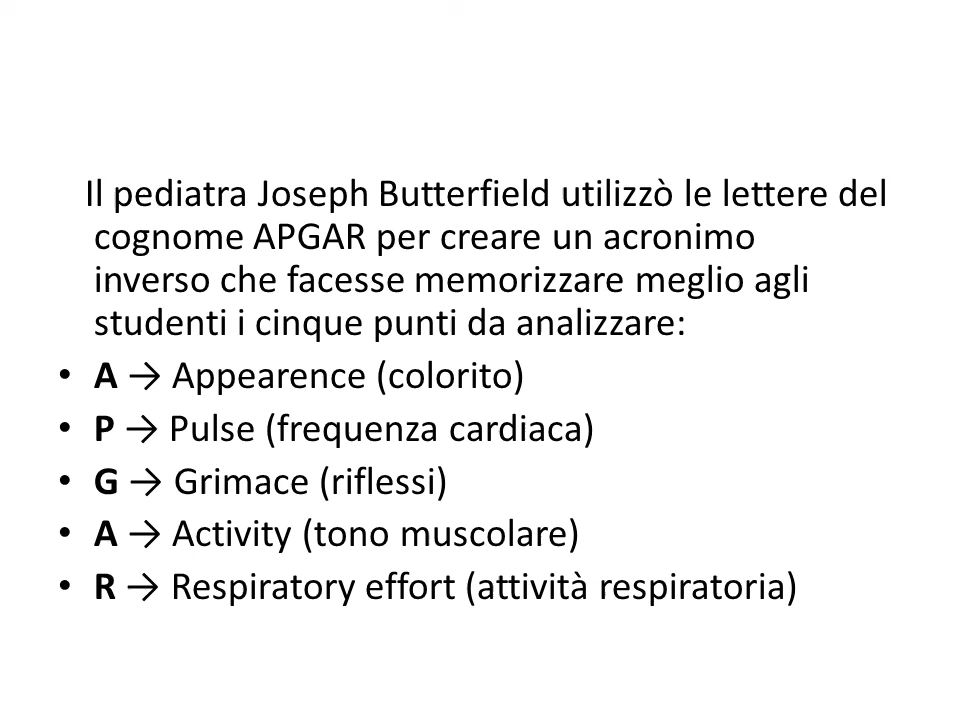 Il pediatra Joseph Butterfield utilizzò le lettere del
cognome APGAR per creare un acronimo
inverso che facesse memorizzare meglio agli
studenti i cinque punti da analizzare:
• A → Appearence (colorito)
• P → Pulse (frequenza cardiaca)
• G → Grimace (riflessi)
• A → Activity (tono muscolare)
• R → Respiratory effort (attività respiratoria)